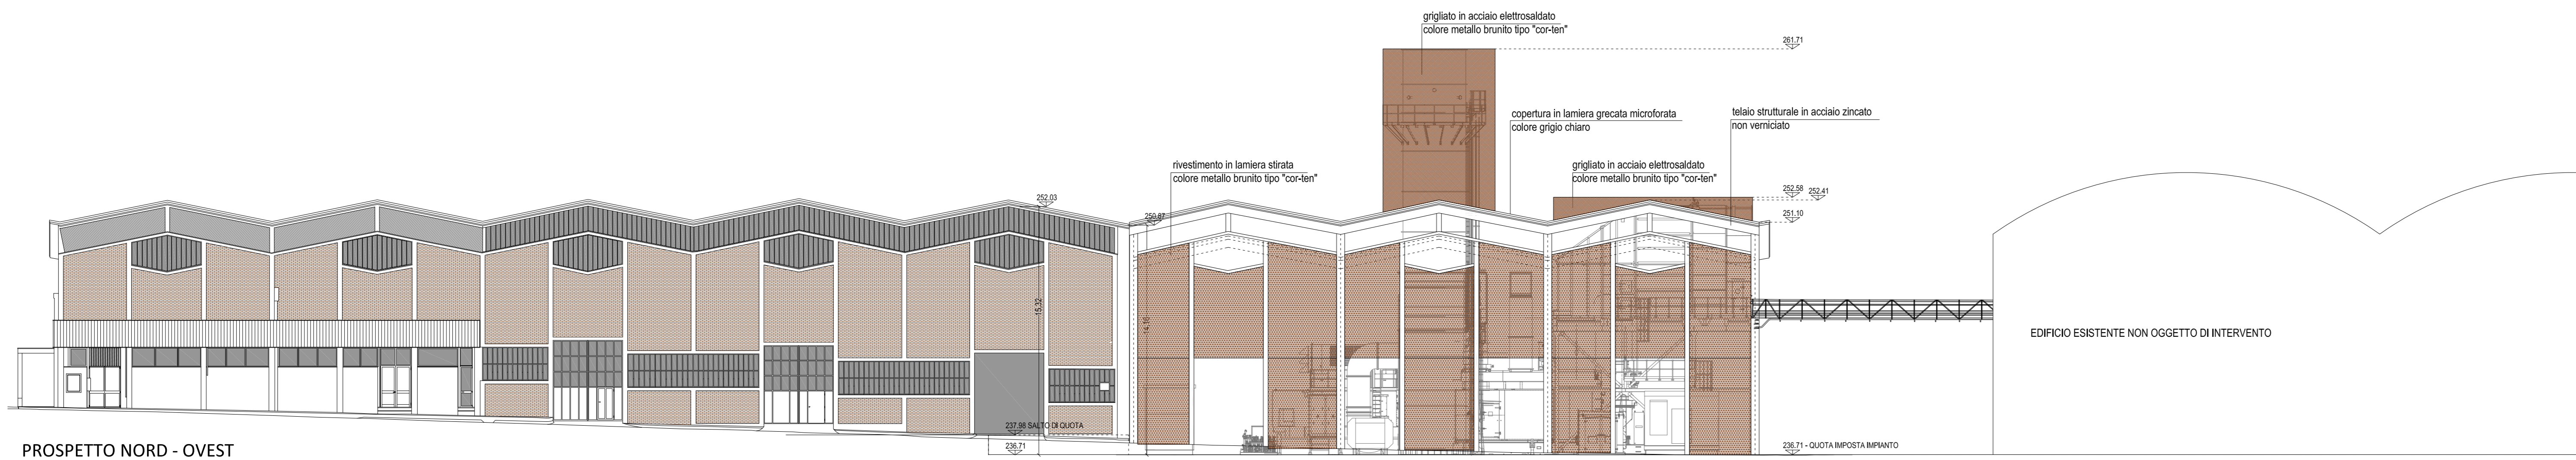 grigliato in acciaio elettrosaldato
colore metallo brunito tipo "cor-ten"
261.71
copertura in lamiera grecata microforata
colore grigio chiaro
telaio strutturale in acciaio zincato
non verniciato
rivestimento in lamiera stirata
colore metallo brunito tipo "cor-ten"
grigliato in acciaio elettrosaldato
colore metallo brunito tipo "cor-ten"
252.58
252.41
252.03
250.87
251.10
15.32
14.16
EDIFICIO ESISTENTE NON OGGETTO DI INTERVENTO
237.98 SALTO DI QUOTA
236.71
236.71 - QUOTA IMPOSTA IMPIANTO
PROSPETTO NORD - OVEST